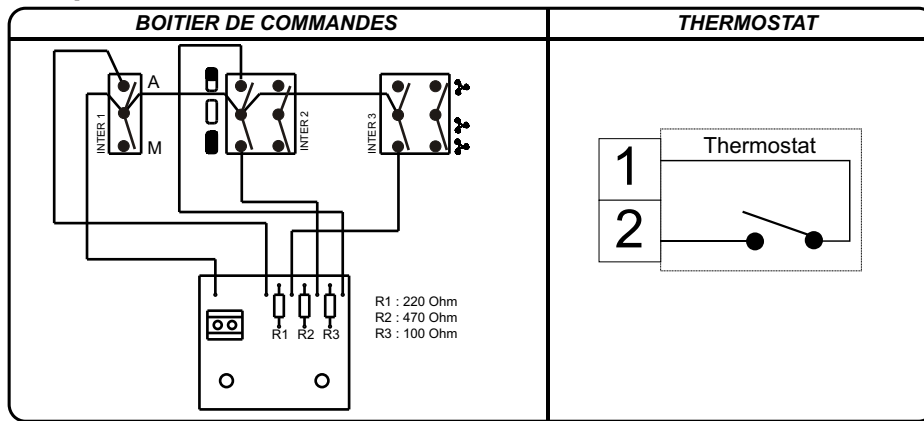 BOITIER DE COMMANDES
THERMOSTAT
A
INTER 1
M
INTER 2
INTER 3
R1 R2 R3
R1 : 220 Ohm
R2 : 470 Ohm
R3 : 100 Ohm
Thermostat
1
2